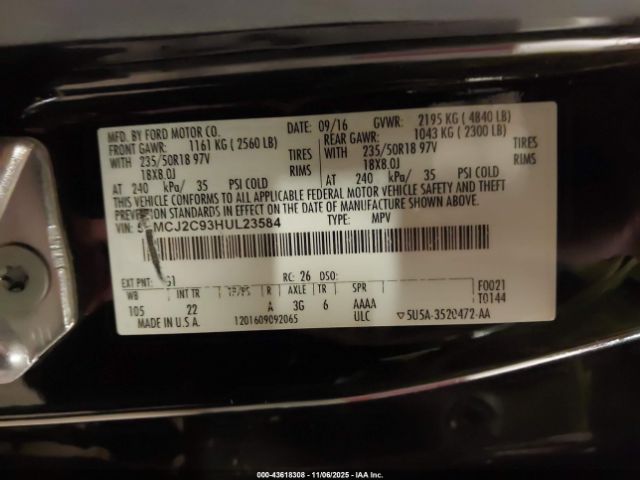 MFD. BY FORD MOTOR CO. DATE: 09/16 GVWR: 2195 KG ( 4840 LB)
FRONT GAWR: 1161 KG ( 2560 LB) REAR GAWR: 1043 KG ( 2300 LB)
WITH 235/50R18 97V TIRES WITH 235/50R18 97V TIRES
18X8.0J RIMS 18X8.0J RIMS
AT 240 kPa/ 35 PSI COLD AT 240 kPa/ 35 PSI COLD
THIS VEHICLE CONFORMS TO ALL APPLICABLE FEDERAL MOTOR VEHICLE SAFETY AND THEFT
PREVENTION STANDARDS IN EFFECT ON THE DATE OF MANUFACTURE SHOWN ABOVE.
VIN: MCJ2C93HUL23584 TYPE: MPV
EXT PNT: G1 RC: 26 DSO:
WB INT TR R AXLE TR SPR F0021
105 22 A 3G 6 AAAA T0144
MADE IN U.S.A. 1201609092065 ULC 5U5A-3520472-AA
000-43618308 - 11/06/2025 - IAA Inc.